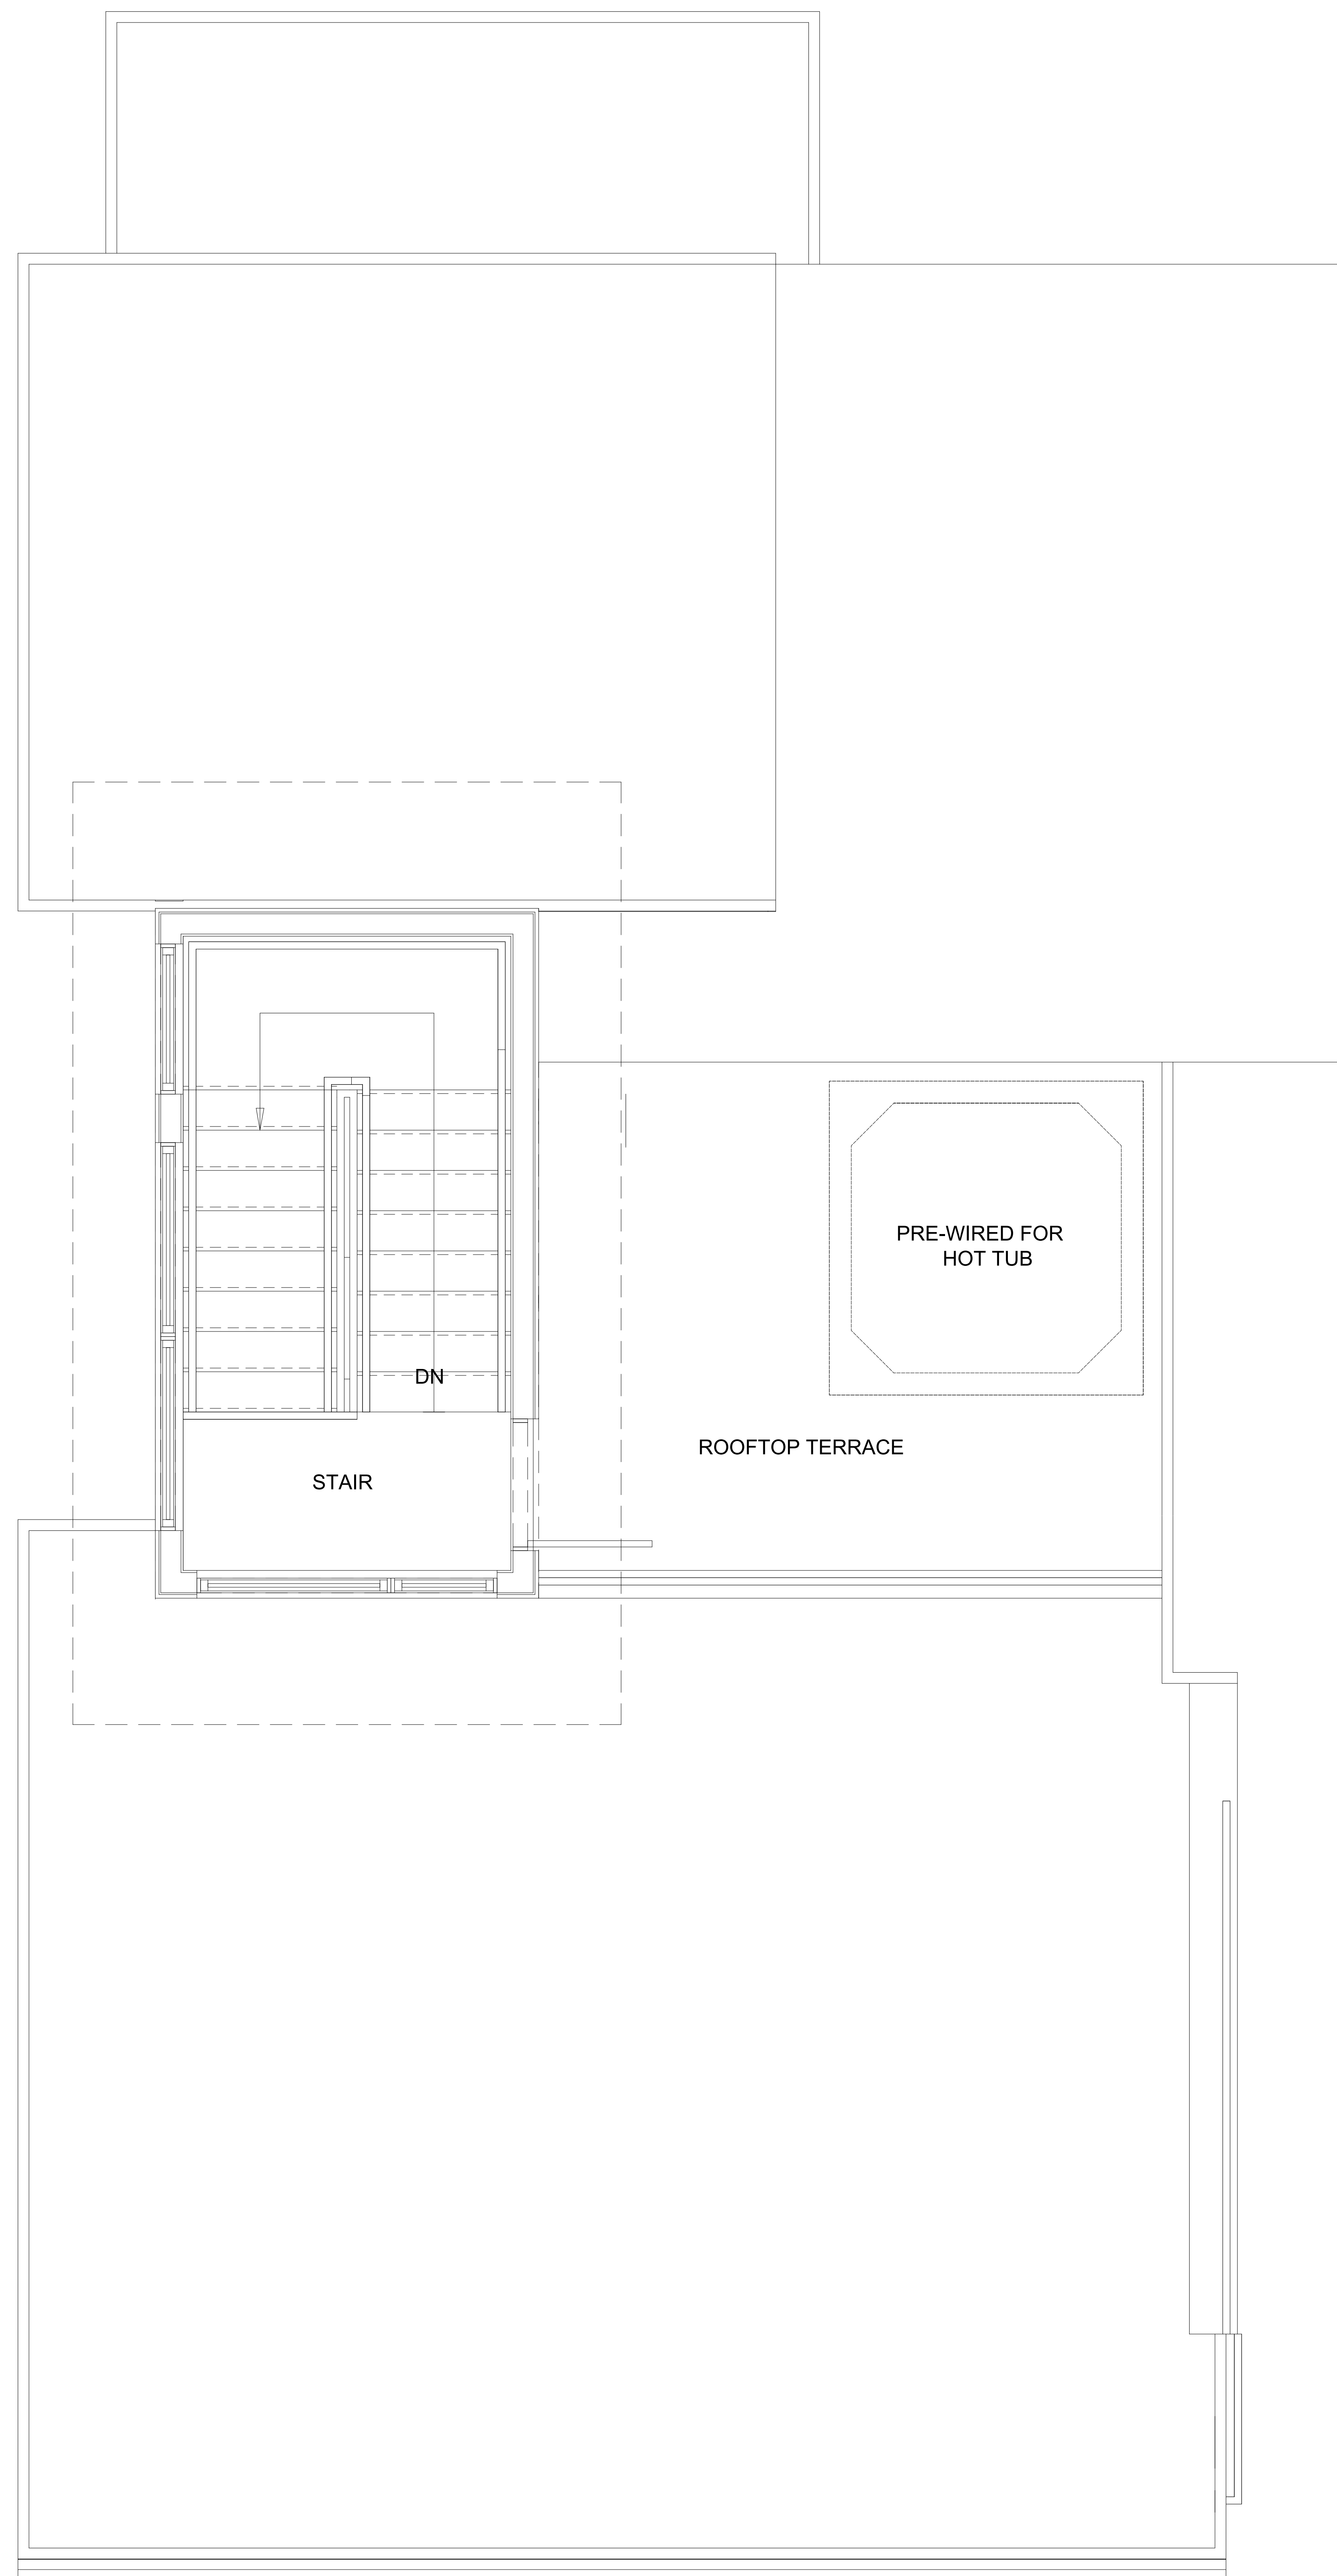 PRE-WIRED FOR
HOT TUB
DN
ROOFTOP TERRACE
STAIR